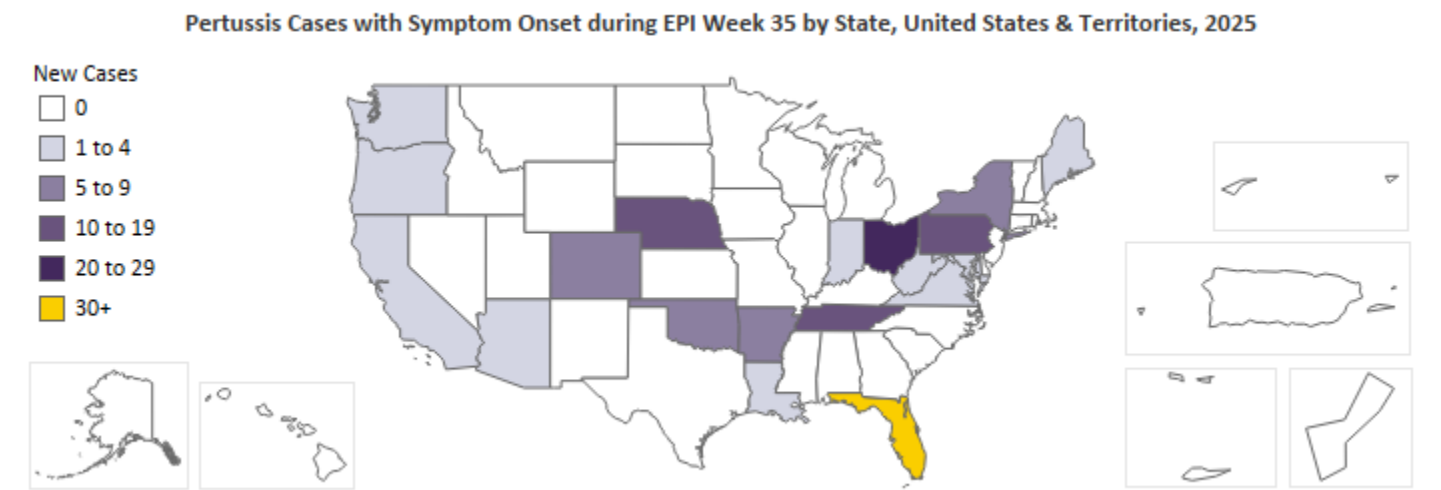 Pertussis Cases with Symptom Onset during EPI Week 35 by State, United States & Territories, 2025
New Cases
0
1 to 4
5 to 9
10 to 19
20 to 29
30+